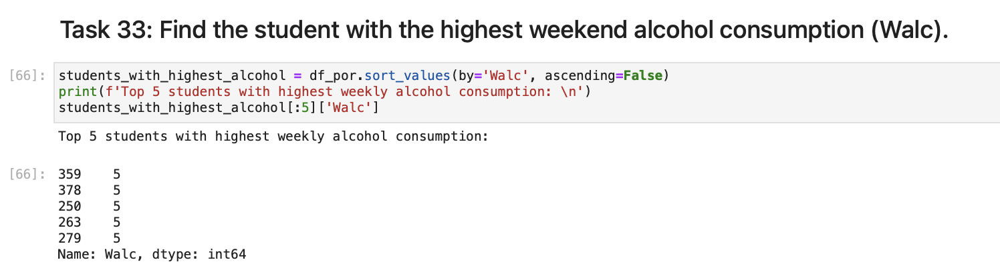 Task 33: Find the student with the highest weekend alcohol consumption (Walc).
[66]: students_with_highest_alcohol = df_por.sort_values(by='Walc', ascending=False)
print(f'Top 5 students with highest weekly alcohol consumption: \n')
students_with_highest_alcohol[:5]['Walc']
Top 5 students with highest weekly alcohol consumption:
[66]: 359    5
378    5
250    5
263    5
279    5
Name: Walc, dtype: int64